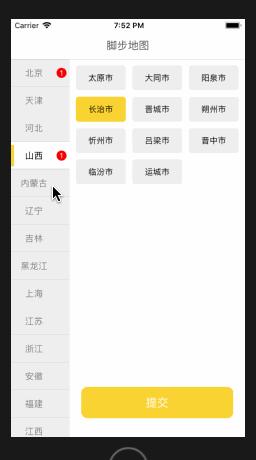 Carrier 7:52 PM
脚步地图
北京 1
天津
河北
山西 1
内蒙古
辽宁
吉林
黑龙江
上海
江苏
浙江
安徽
福建
江西
太原市 大同市 阳泉市
长治市 晋城市 朔州市
忻州市 吕梁市 晋中市
临汾市 运城市
提交